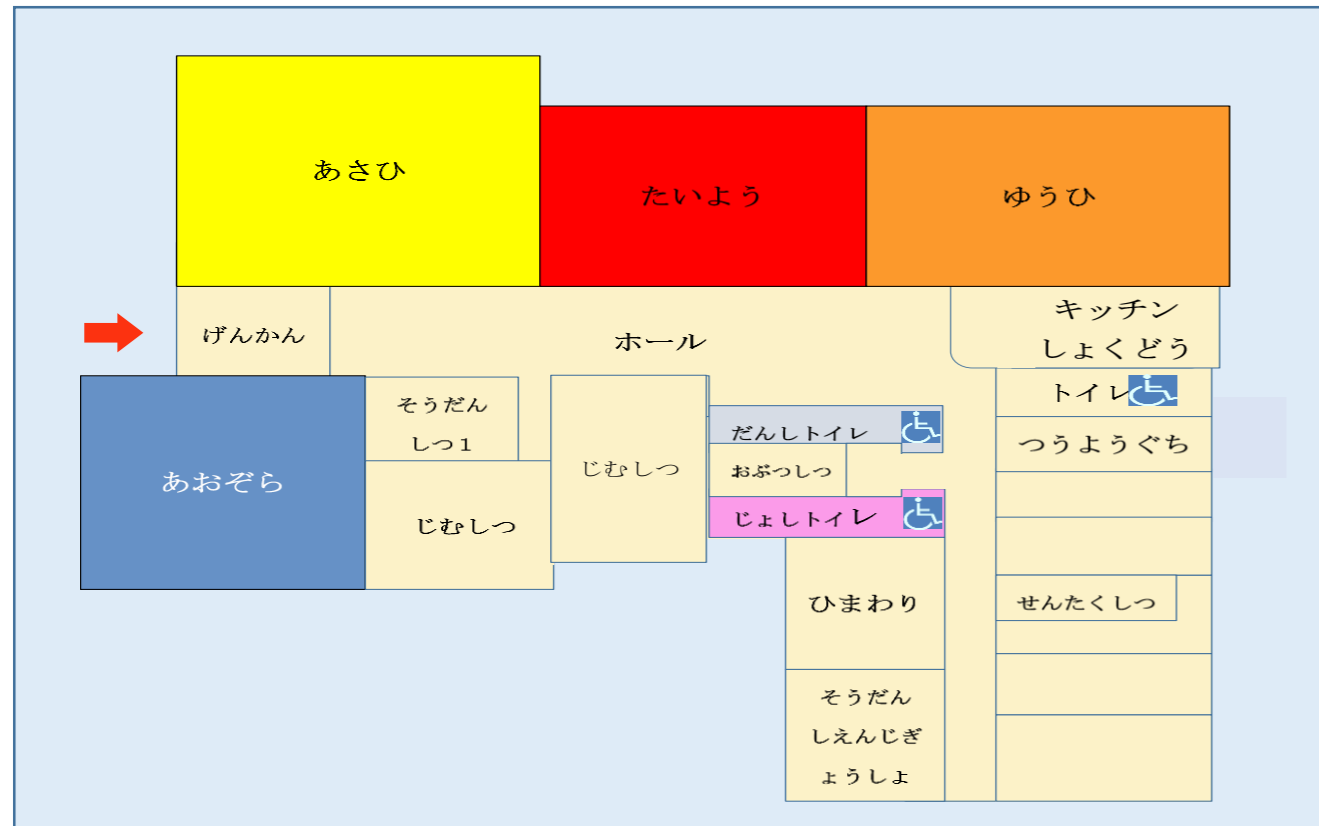 あさひ
たいよう
ゆうひ
げんかん
ホール
キッチン
しょくどう
トイレ
そうだん
しつ1
だんしトイレ
つうようぐち
あおぞら
じむしつ
おぶつしつ
じむしつ
じょしトイレ
ひまわり
せんたくしつ
そうだん
しえんじぎ
ょうしょ